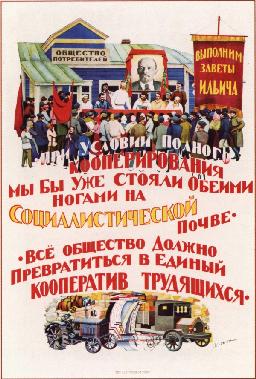 ОБЩЕСТВО
ПОТРЕБИТЕЛЕЙ
ВЫПОЛНИМ
ЗАВЕТЫ
ИЛЬИЧА
ПРИ УСЛОВИИ ПОЛНОГО
КООПЕРИРОВАНИЯ
МЫ БЫ УЖЕ СТОЯЛИ ОБЕИМИ
НОГАМИ НА
СОЦИАЛИСТИЧЕСКОЙ
ПОЧВЕ •
• ВСЁ ОБЩЕСТВО ДОЛЖНО
ПРЕВРАТИТЬСЯ В ЕДИНЫЙ
КООПЕРАТИВ ТРУДЯЩИХСЯ •